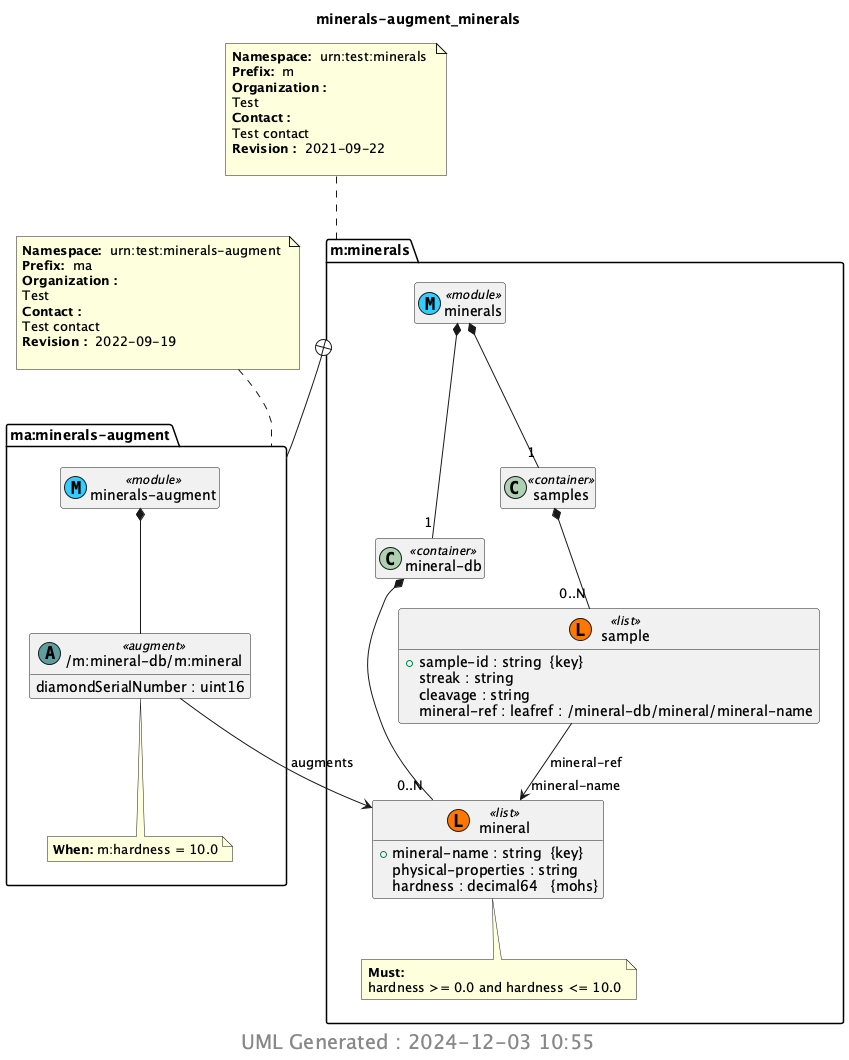 minerals-augment_minerals
Namespace: urn:test:minerals
Prefix: m
Organization :
Test
Contact :
Test contact
Revision : 2021-09-22
Namespace: urn:test:minerals-augment
Prefix: ma
Organization :
Test
Contact :
Test contact
Revision : 2022-09-19
m:minerals
M «module»
minerals
ma:minerals-augment
M «module»
minerals-augment
1
C «container»
samples
1
C «container»
mineral-db
0..N
L «list»
sample
sample-id : string {key}
streak : string
cleavage : string
mineral-ref : leafref : /mineral-db/mineral/mineral-name
A «augment»
/m:mineral-db/m:mineral
diamondSerialNumber : uint16
augments
mineral-ref
0..N
mineral-name
L «list»
mineral
mineral-name : string {key}
physical-properties : string
hardness : decimal64 {mohs}
When: m:hardness = 10.0
Must:
hardness >= 0.0 and hardness <= 10.0
UML Generated : 2024-12-03 10:55